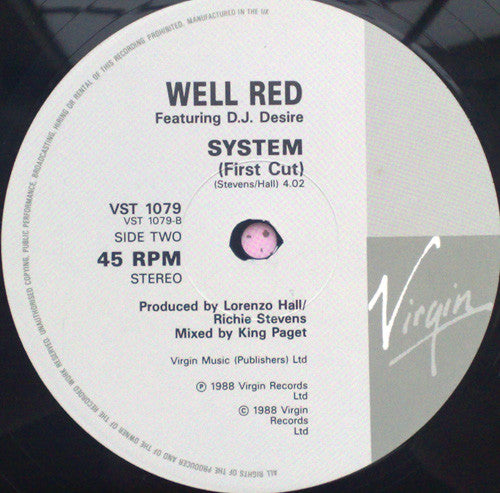 WELL RED
Featuring D.J. Desire
SYSTEM
(First Cut)
(Stevens/Hall) 4.02
VST 1079
VST 1079-B
SIDE TWO
45 RPM
STEREO
Produced by Lorenzo Hall/
Richie Stevens
Mixed by King Paget
Virgin Music (Publishers) Ltd
Ⓟ 1988 Virgin Records
Ltd
© 1988 Virgin
Records
Ltd
Virgin
ALL RIGHTS OF THE PRODUCER AND OF THE OWNER OF THE RECORDED WORK RESERVED. UNAUTHORISED COPYING, PUBLIC PERFORMANCE, BROADCASTING, HIRING OR RENTAL OF THIS RECORDING PROHIBITED. MANUFACTURED IN THE UK